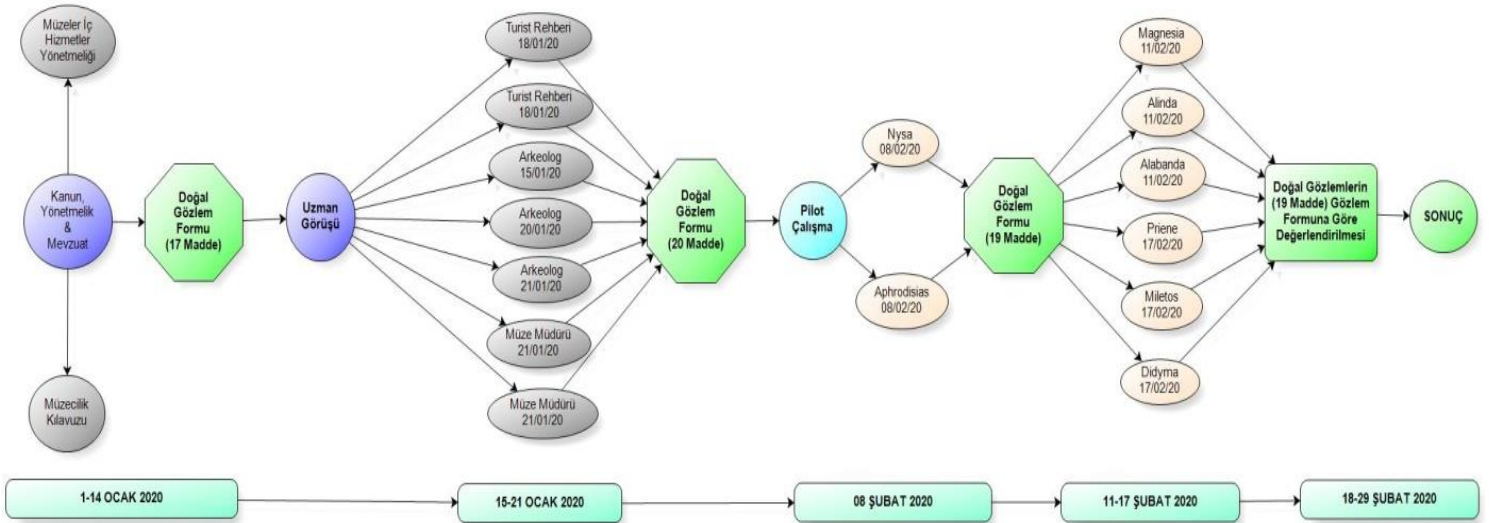 Müzeler İç
Hizmetler
Yönetmeliği
Kanun,
Yönetmelik
&
Mevzuat
Müzecilik
Kılavuzu
Doğal
Gözlem
Formu
(17 Madde)
Uzman
Görüşü
Turist Rehberi
18/01/20
Turist Rehberi
18/01/20
Arkeolog
15/01/20
Arkeolog
20/01/20
Arkeolog
21/01/20
Müze Müdürü
21/01/20
Müze Müdürü
21/01/20
Doğal
Gözlem
Formu
(20 Madde)
Pilot
Çalışma
Nysa
08/02/20
Aphrodisias
08/02/20
Doğal
Gözlem
Formu
(19 Madde)
Magnesia
11/02/20
Alinda
11/02/20
Alabanda
11/02/20
Priene
17/02/20
Miletos
17/02/20
Didyma
17/02/20
Doğal Gözlemlerin
(19 Madde) Gözlem
Formuna Göre
Değerlendirilmesi
SONUÇ
1-14 OCAK 2020
15-21 OCAK 2020
08 ŞUBAT 2020
11-17 ŞUBAT 2020
18-29 ŞUBAT 2020